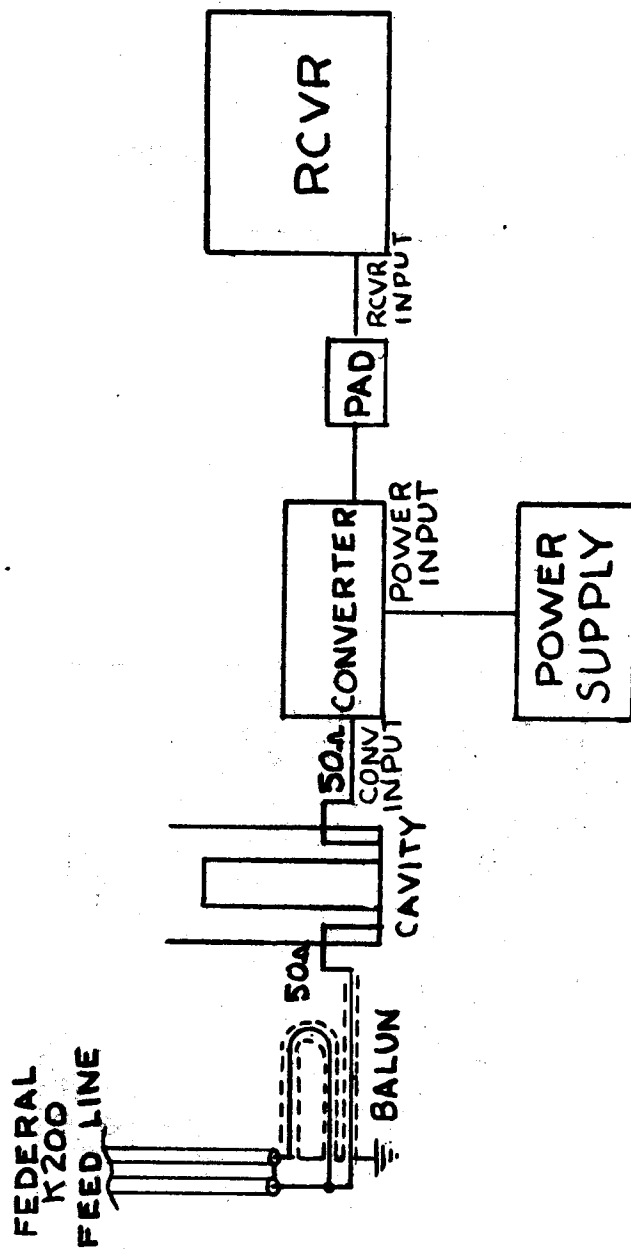 FEDERAL
K200
FEED LINE
BALUN
50Ω
CAVITY
50Ω
CONV
INPUT
CONVERTER
POWER
INPUT
POWER
SUPPLY
PAD
RCVR
INPUT
RCVR